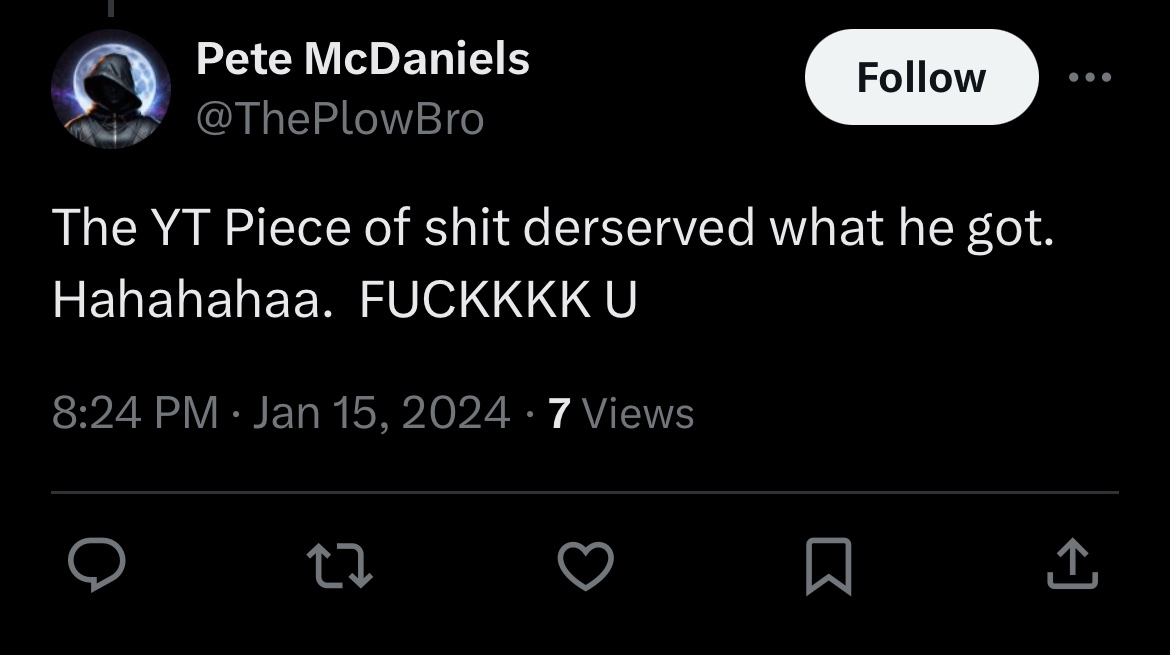 Pete McDaniels
@ThePlowBro
Follow
The YT Piece of shit derserved what he got.
Hahahahaa.  FUCKKKK U
8:24 PM · Jan 15, 2024 · 7 Views